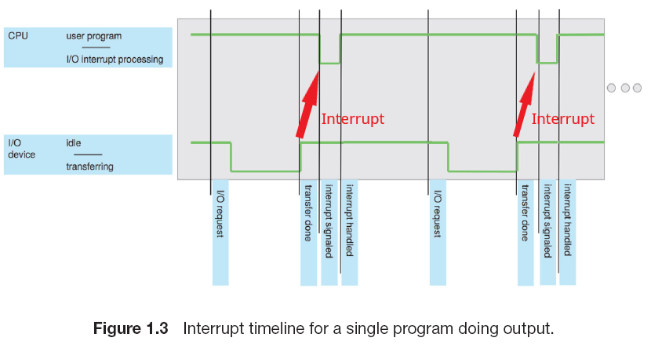 CPU
user program
I/O interrupt processing
Interrupt
Interrupt
I/O
device
idle
transferring
I/O request
transfer done
interrupt signaled
interrupt handled
I/O request
transfer done
interrupt signaled
interrupt handled
Figure 1.3 Interrupt timeline for a single program doing output.